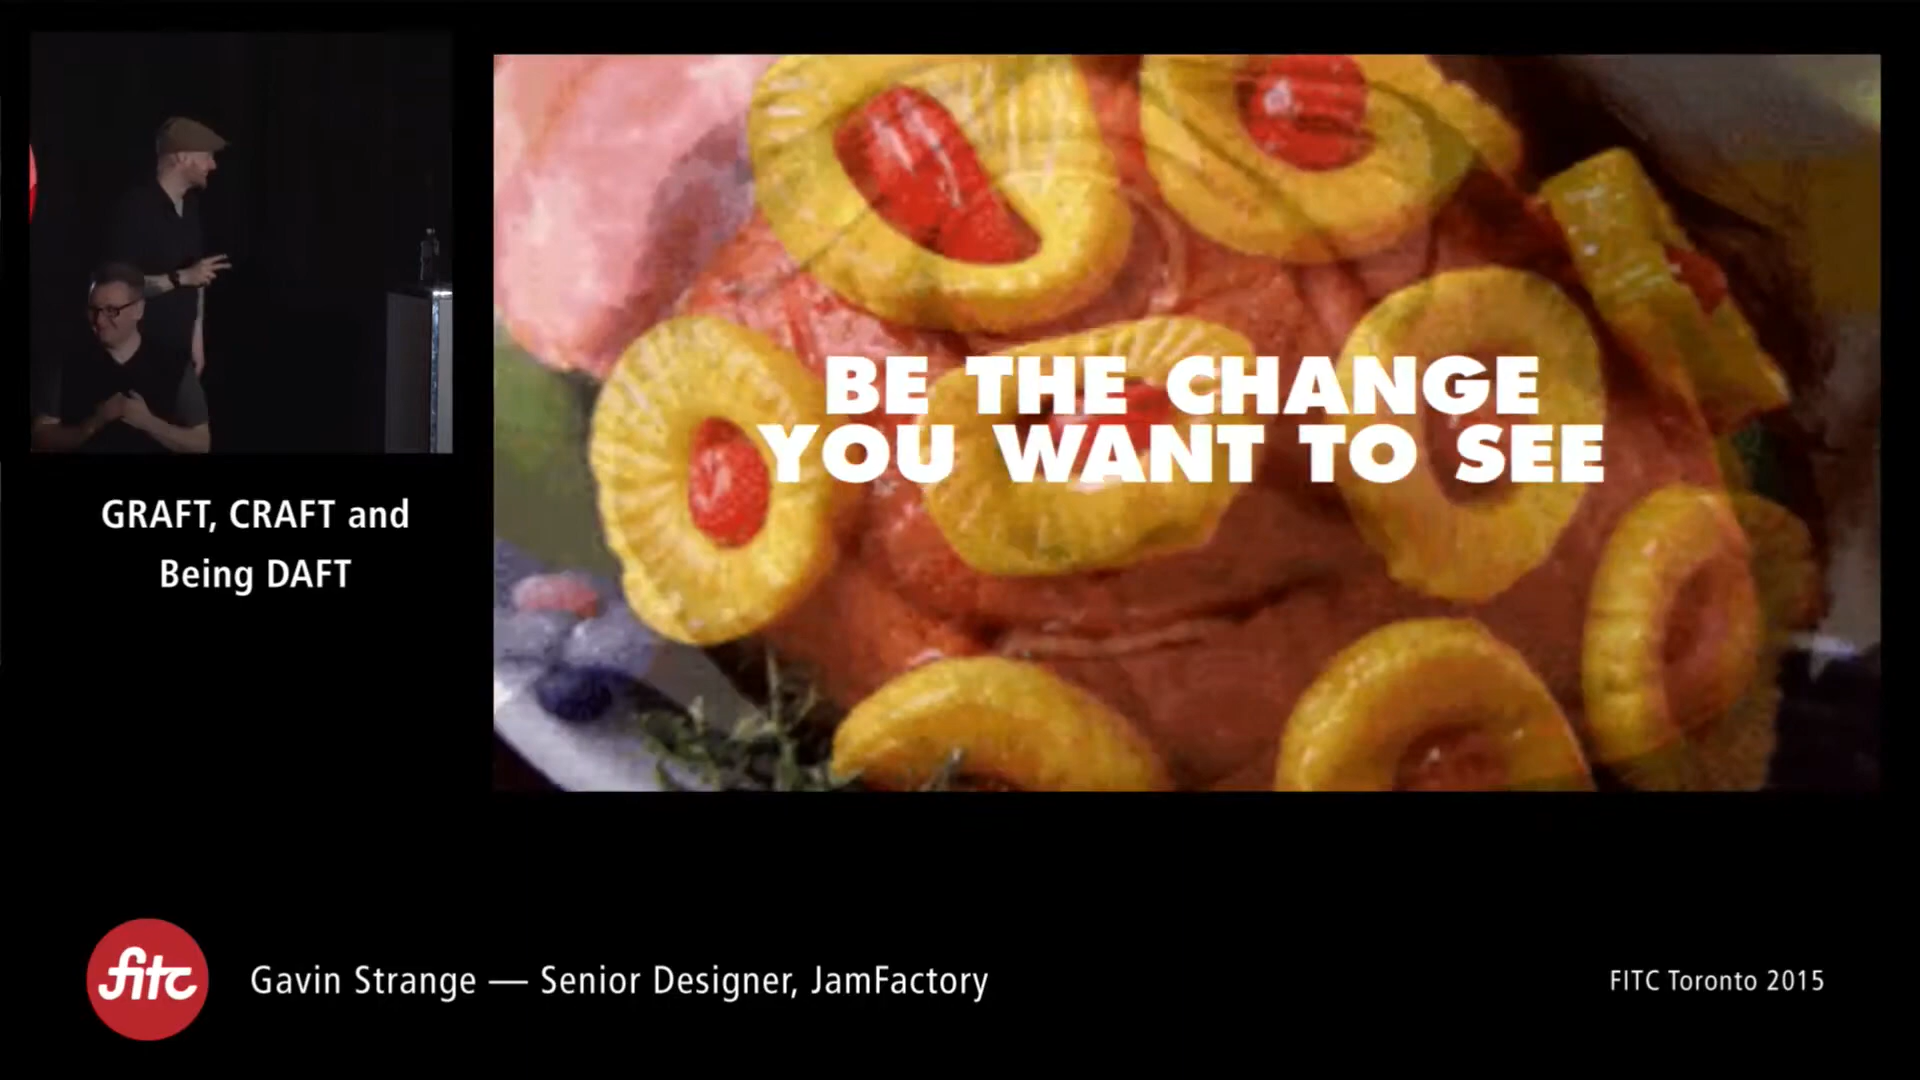 BE THE CHANGE
YOU WANT TO SEE
GRAFT, CRAFT and
Being DAFT
fitc
Gavin Strange — Senior Designer, JamFactory
FITC Toronto 2015